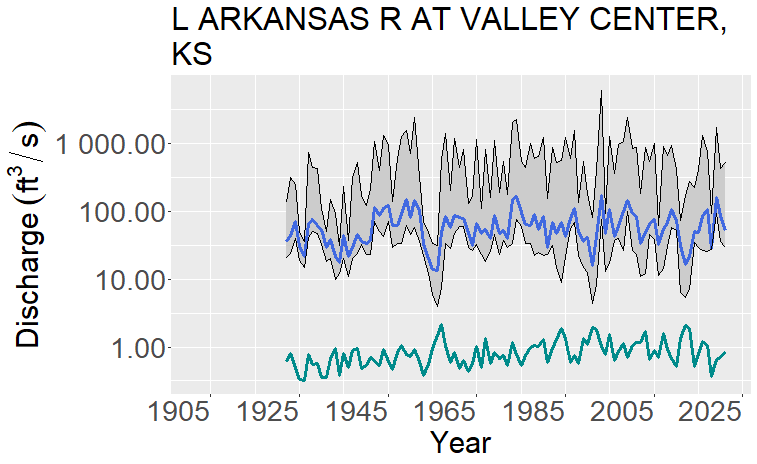 L ARKANSAS R AT VALLEY CENTER,
KS
Discharge (ft³/s)
1 000.00
100.00
10.00
1.00
1905 1925 1945 1965 1985 2005 2025
Year